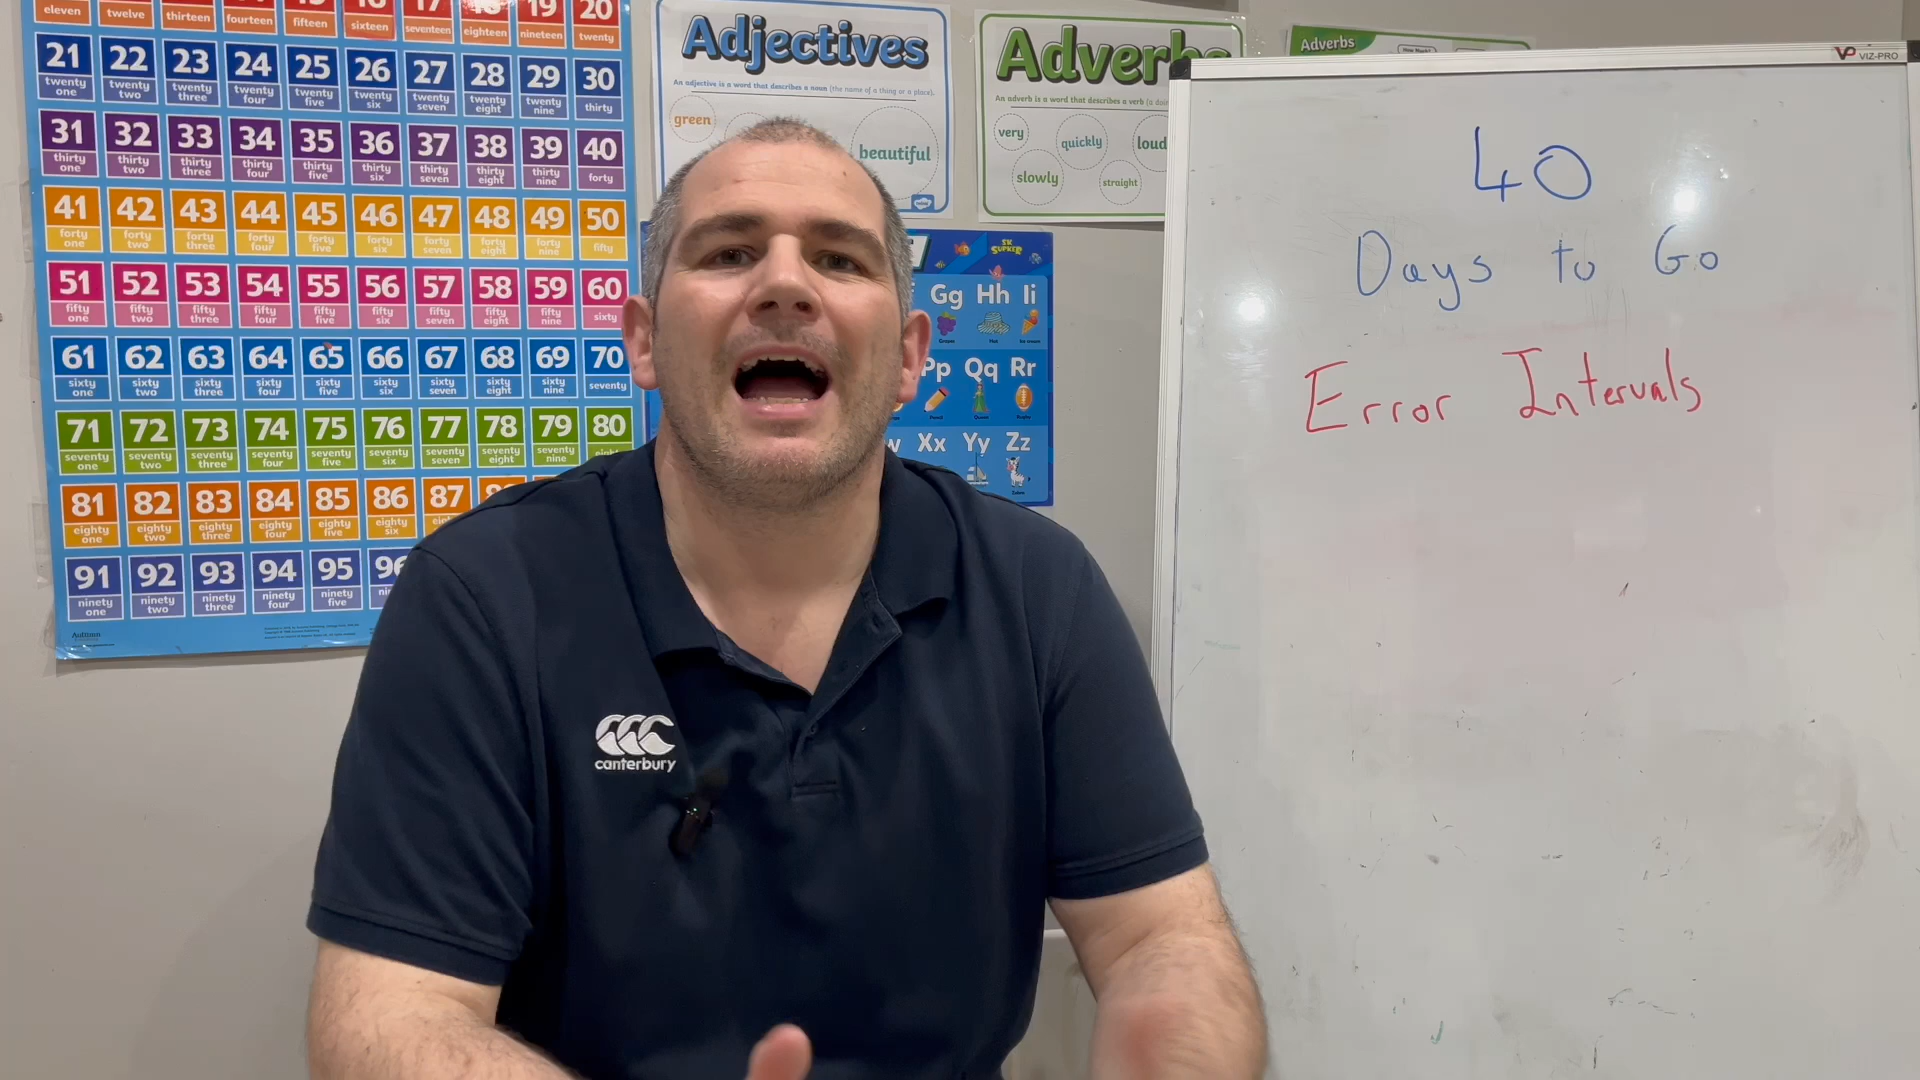 eleven twelve thirteen fourteen fifteen sixteen seventeen eighteen nineteen twenty
17 19 20
21 22 23 24 25 26 27 28 29 30
twenty one twenty two twenty three twenty four twenty five twenty six twenty seven twenty eight twenty nine thirty
31 32 33 34 35 36 37 38 39 40
thirty one thirty two thirty three thirty four thirty five thirty six thirty seven thirty eight thirty nine forty
41 42 43 44 45 46 47 48 49 50
forty one forty two forty three forty four forty five forty six forty seven forty eight forty nine fifty
51 52 53 54 55 56 57 58 59 60
fifty one fifty two fifty three fifty four fifty five fifty six fifty seven fifty eight fifty nine sixty
61 62 63 64 65 66 67 68 69 70
sixty one sixty two sixty three sixty four sixty five sixty six sixty seven sixty eight sixty nine seventy
71 72 73 74 75 76 77 78 79 80
seventy one seventy two seventy three seventy four seventy five seventy six seventy seven seventy eight seventy nine
81 82 83 84 85 86 87
eighty one eighty two eighty three eighty four eighty five eighty six
91 92 93 94 95 96
ninety one ninety two ninety three ninety four ninety five
Autumn
Adjectives
An adjective is a word that describes a noun (the name of a thing or a place).
green
beautiful
Adverbs
An adverb is a word that describes a verb
very quickly loud
slowly straight
Adverbs
Gg Hh Ii
Pp Qq Rr
Xx Yy Zz
canterbury
VIZ-PRO
40
Days to Go
Error Intervals